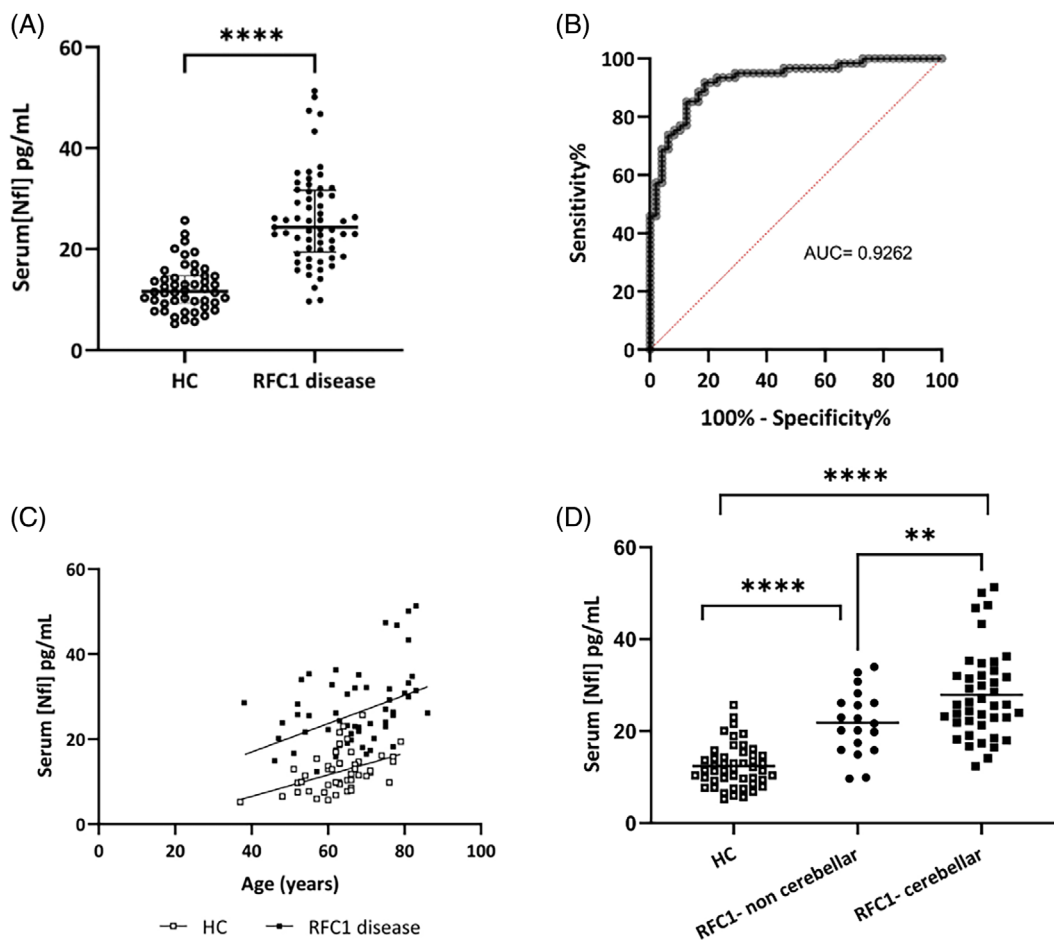 (A)
****
60
40
20
0
Serum[Nfl] pg/mL
HC
RFC1 disease
(B)
100
80
60
40
20
0
Sensitivity%
AUC= 0.9262
0
20
40
60
80
100
100% - Specificity%
(C)
60
40
20
0
Serum [Nfl] pg/mL
0
20
40
60
80
100
Age (years)
HC
RFC1 disease
(D)
****
**
****
60
40
20
0
Serum [Nfl] pg/mL
HC
RFC1- non cerebellar
RFC1- cerebellar